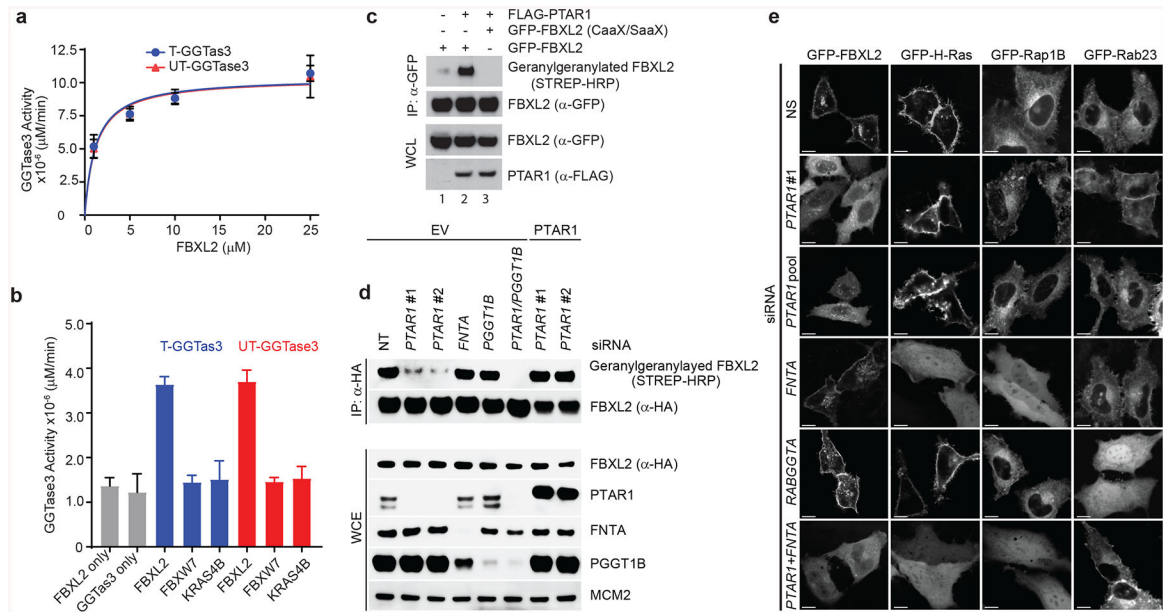 a
T-GGTas3
UT-GGTase3
GGTase3 Activity
x10⁻⁶ (μM/min)
12.5
10.0
7.5
5.0
2.5
0
0 5 10 15 20 25
FBXL2 (μM)
b
GGTase3 Activity x10⁻⁶ (μM/min)
5.0
4.0
3.0
2.0
1.0
0
T-GGTas3 UT-GGTase3
FBXL2 only
GGTas3 only
FBXL2
FBXW7
KRAS4B
FBXL2
FBXW7
KRAS4B
c
- + + FLAG-PTAR1
- - + GFP-FBXL2 (CaaX/SaaX)
+ + - GFP-FBXL2
IP: α-GFP
Geranylgeranylated FBXL2
(STREP-HRP)
FBXL2 (α-GFP)
WCL
FBXL2 (α-GFP)
PTAR1 (α-FLAG)
1 2 3
d
EV PTAR1
NT
PTAR1 #1
PTAR1 #2
FNTA
PGGT1B
PTAR1/PGGT1B
PTAR1 #1
PTAR1 #2
siRNA
IP: α-HA
Geranylgeranylayed FBXL2
(STREP-HRP)
FBXL2 (α-HA)
WCE
FBXL2 (α-HA)
PTAR1
FNTA
PGGT1B
MCM2
e
GFP-FBXL2 GFP-H-Ras GFP-Rap1B GFP-Rab23
siRNA
NS
PTAR1#1
PTAR1 pool
FNTA
RABGGTA
PTAR1+FNTA